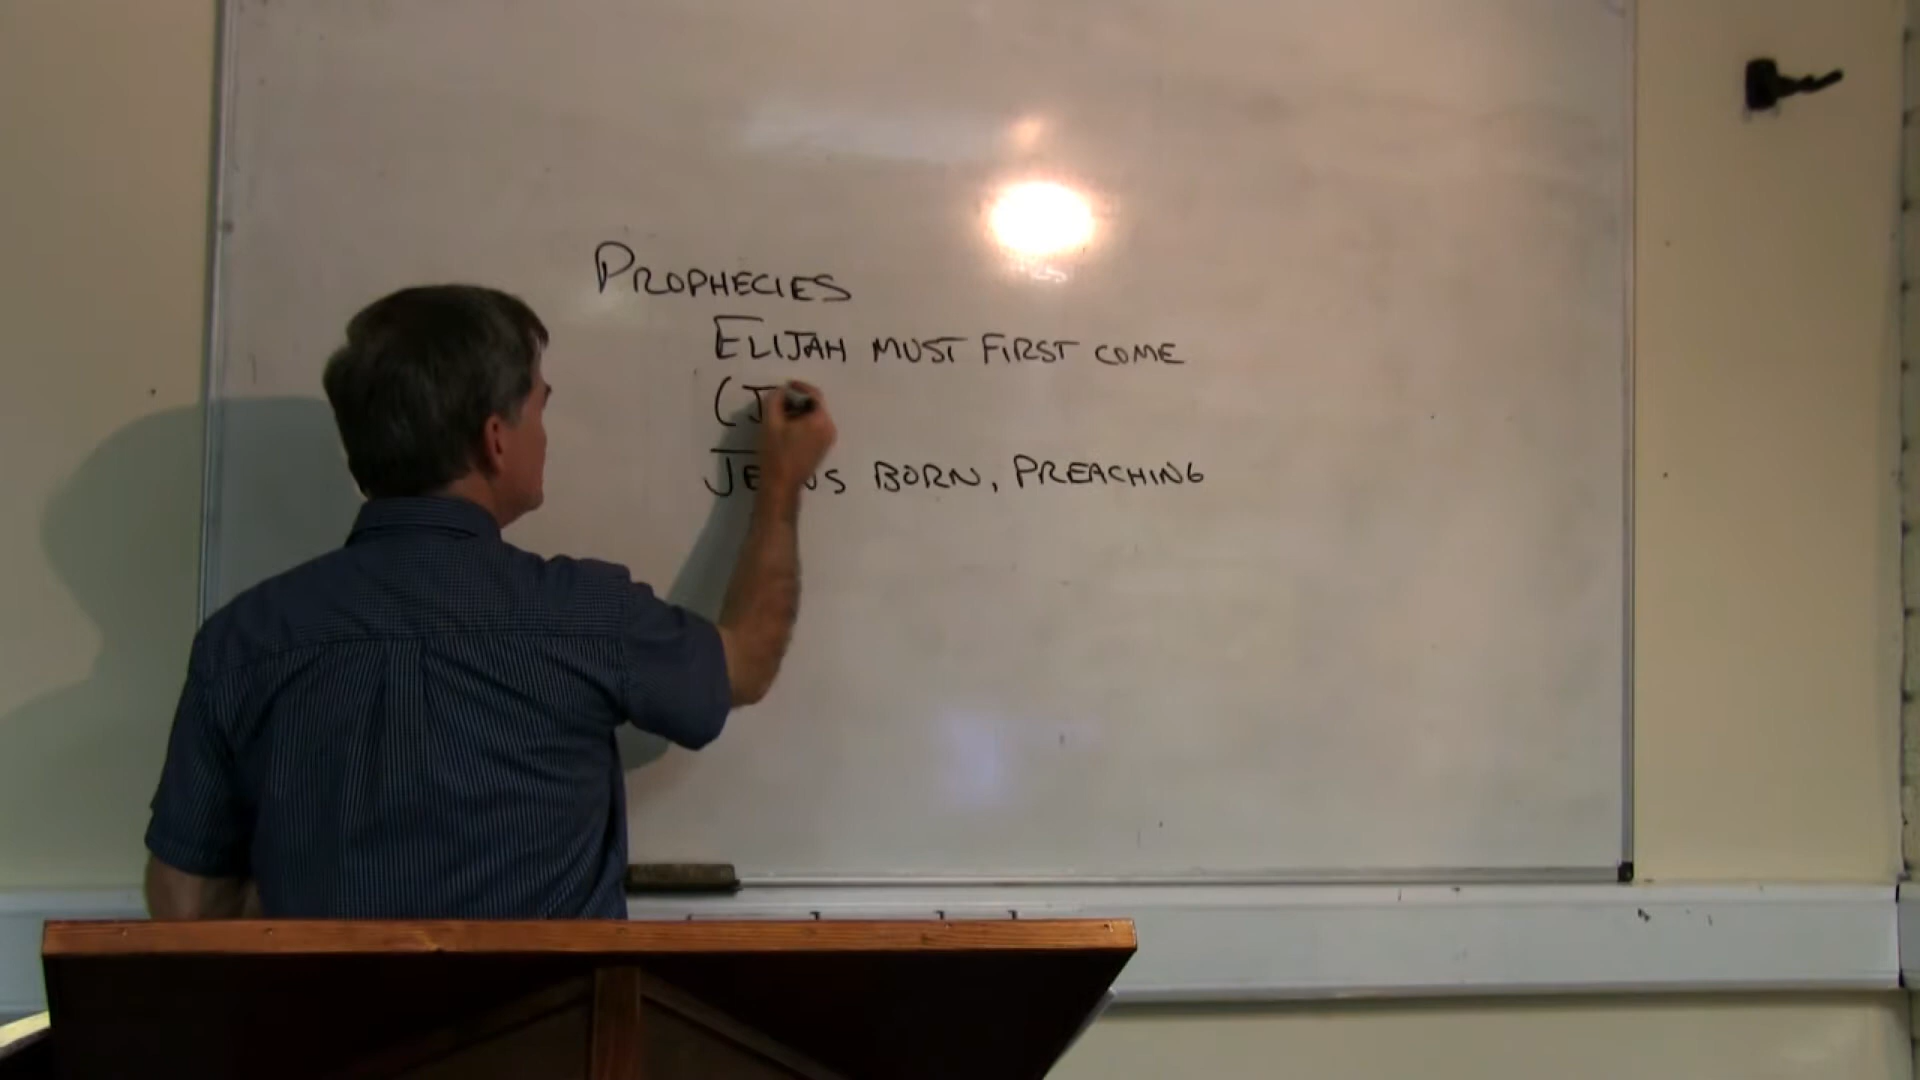 PROPHECIES
ELIJAH MUST FIRST COME
(J
BORN, PREACHING